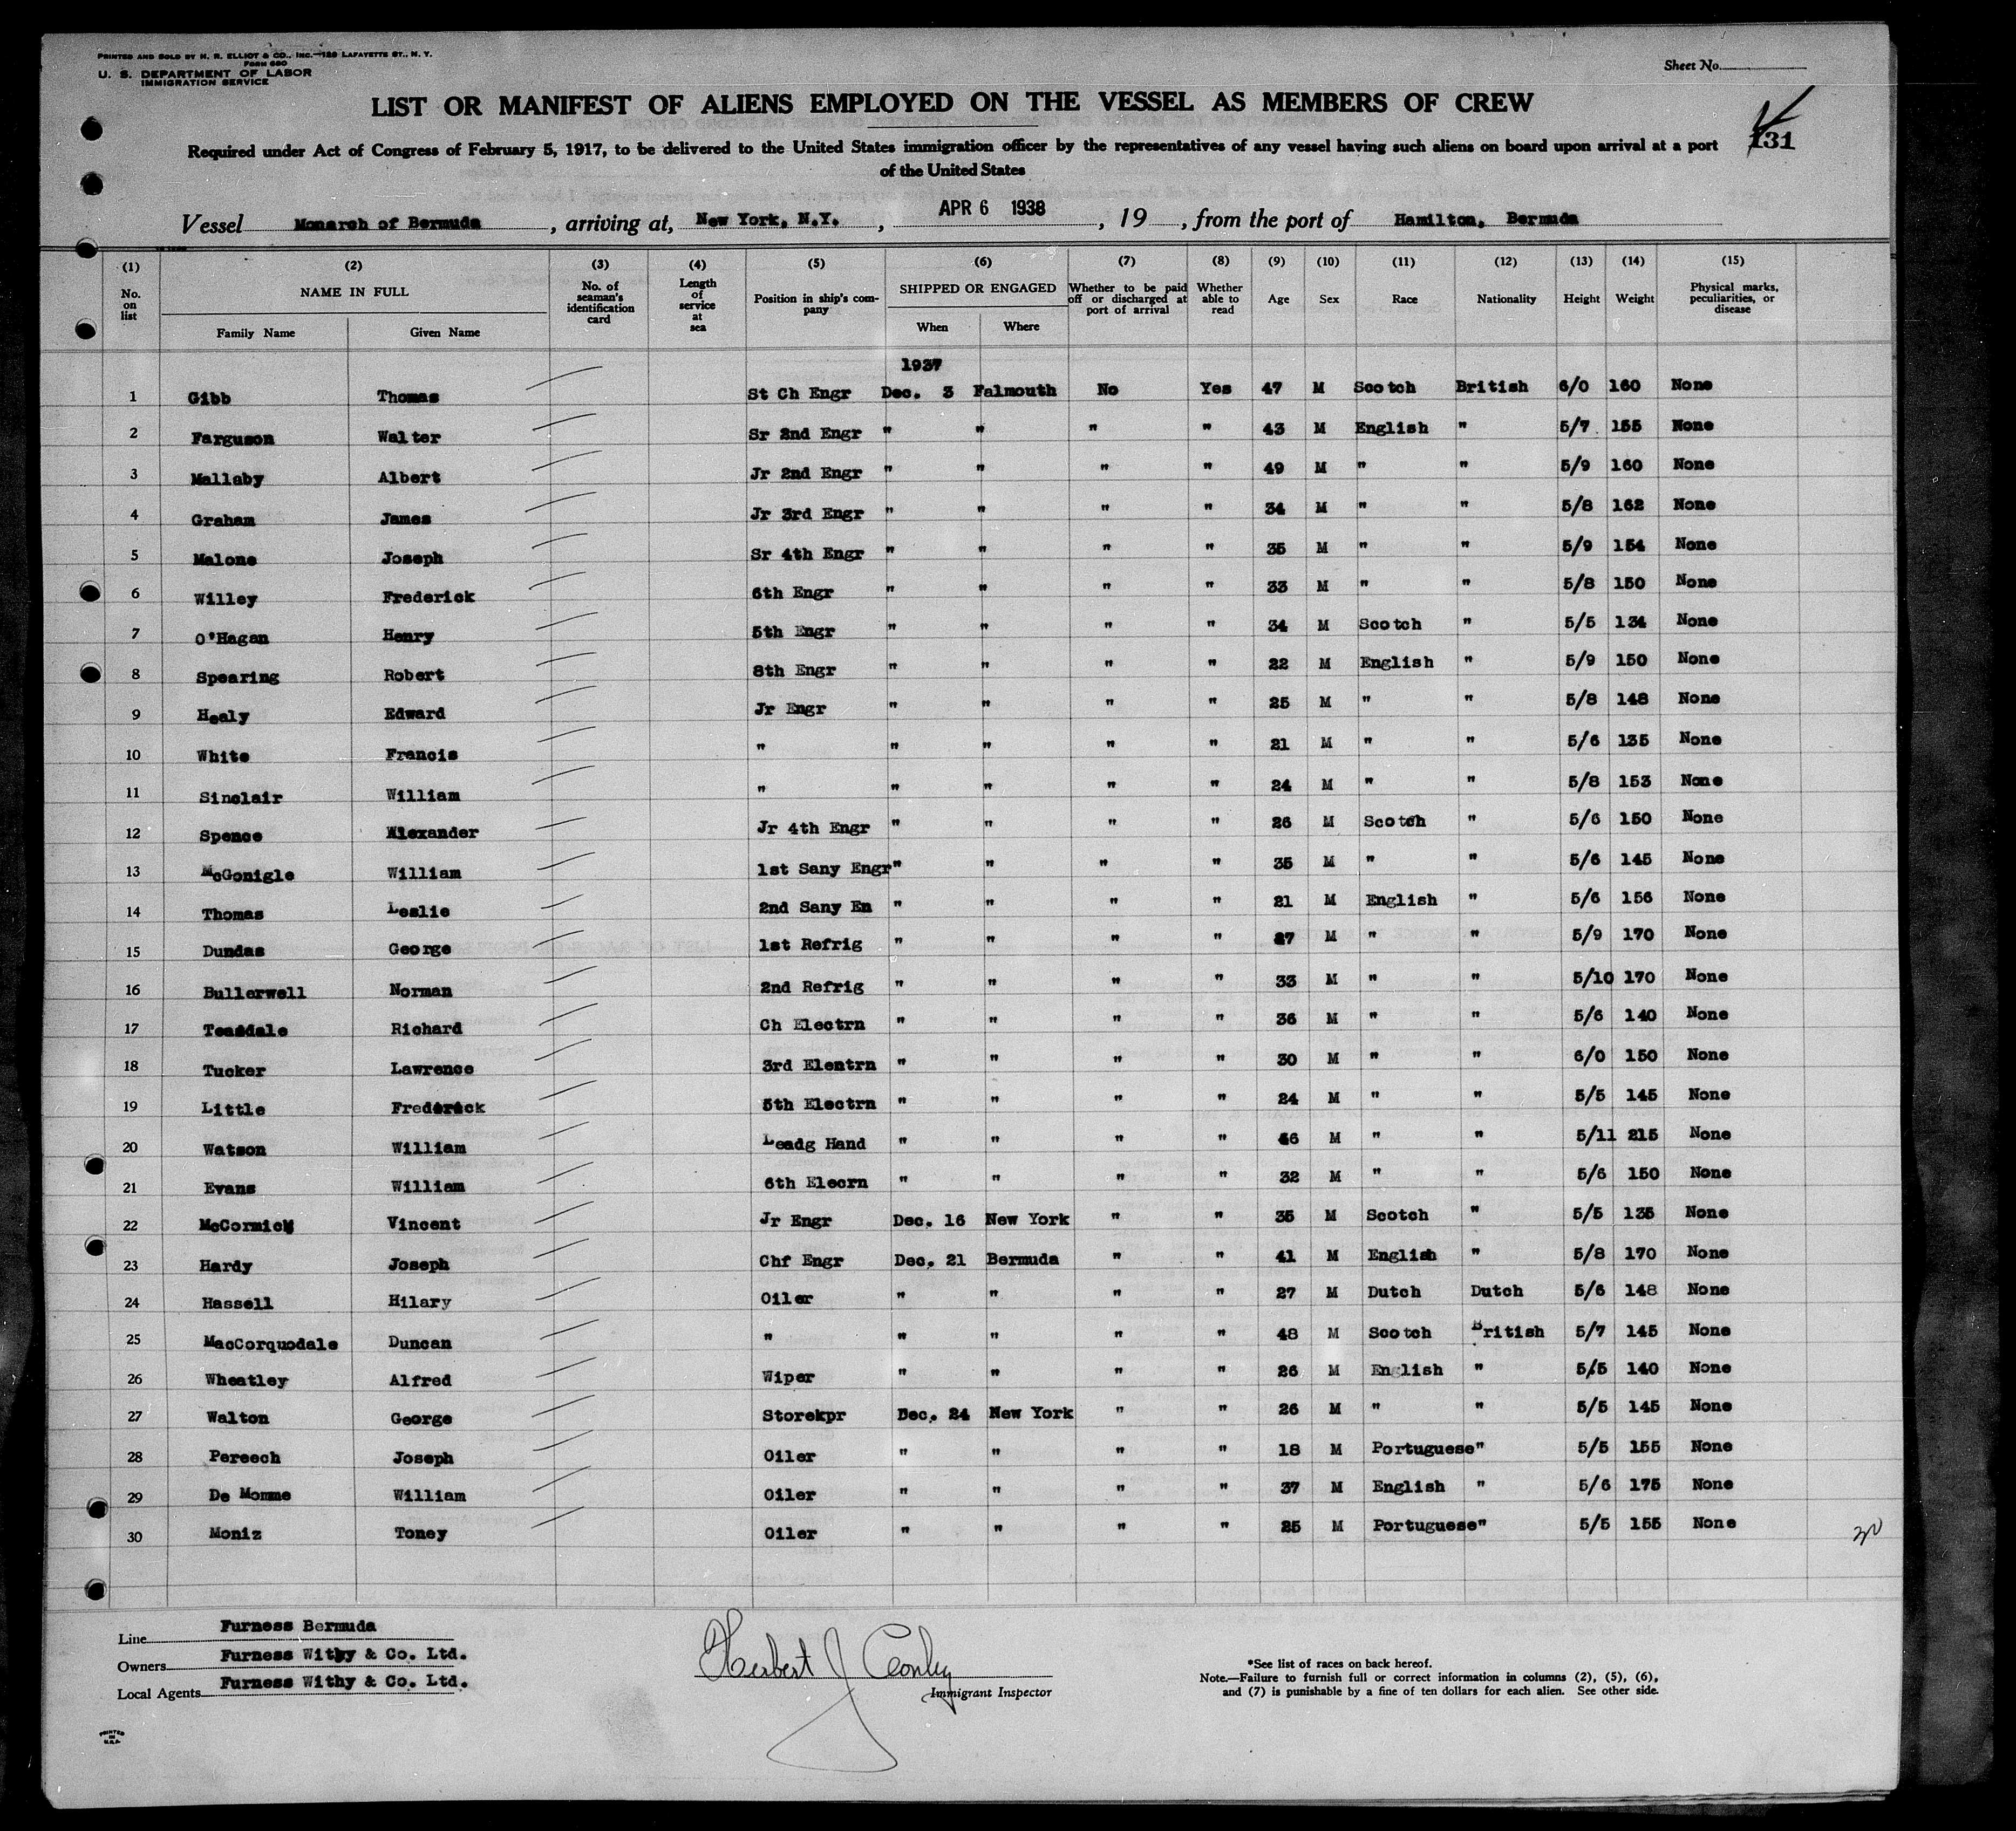 PRINTED AND SOLD BY H. R. ELLIOT & CO., INC.—129 LAFAYETTE ST., N. Y.
FORM 680
U. S. DEPARTMENT OF LABOR
IMMIGRATION SERVICE
Sheet No.
LIST OR MANIFEST OF ALIENS EMPLOYED ON THE VESSEL AS MEMBERS OF CREW
131
Required under Act of Congress of February 5, 1917, to be delivered to the United States immigration officer by the representatives of any vessel having such aliens on board upon arrival at a port
of the United States
Vessel Monarch of Bermuda , arriving at, New York, N.Y. , APR 6 1938 , 19 , from the port of Hamilton, Bermuda
(1) (2) (3) (4) (5) (6) (7) (8) (9) (10) (11) (12) (13) (14) (15)
No. on list NAME IN FULL Family Name Given Name No. of seaman's identification card Length of service at sea Position in ship's company SHIPPED OR ENGAGED When Where Whether to be paid off or discharged at port of arrival Whether able to read Age Sex Race Nationality Height Weight Physical marks, peculiarities, or disease
1937
1 Gibb Thomas St Ch Engr Dec. 3 Falmouth No Yes 47 M Scotch British 6/0 160 None
2 Farguson Walter Sr 2nd Engr " " " " 43 M English " 5/7 155 None
3 Mallaby Albert Jr 2nd Engr " " " " 49 M " " 5/9 160 None
4 Graham James Jr 3rd Engr " " " " 34 M " " 5/8 162 None
5 Malone Joseph Sr 4th Engr " " " " 35 M " " 5/9 154 None
6 Willey Frederick 6th Engr " " " " 33 M " " 5/8 150 None
7 O'Hagan Henry 5th Engr " " " " 34 M Scotch " 5/5 134 None
8 Spearing Robert 8th Engr " " " " 22 M English " 5/9 150 None
9 Healy Edward Jr Engr " " " " 25 M " " 5/8 148 None
10 White Francis " " " " " 21 M " " 5/6 135 None
11 Sinclair William " " " " " 24 M " " 5/8 153 None
12 Spence Alexander Jr 4th Engr " " " " 26 M Scotch " 5/6 150 None
13 McGonigle William 1st Sany Engr " " " " 35 M " " 5/6 145 None
14 Thomas Leslie 2nd Sany En " " " " 21 M English " 5/6 156 None
15 Dundas George 1st Refrig " " " " 27 M " " 5/9 170 None
16 Bullerwell Norman 2nd Refrig " " " " 33 M " " 5/10 170 None
17 Teasdale Richard Ch Electrn " " " " 36 M " " 5/6 140 None
18 Tucker Lawrence 3rd Elentrn " " " " 30 M " " 6/0 150 None
19 Little Frederick 5th Electrn " " " " 24 M " " 5/5 145 None
20 Watson William Leadg Hand " " " " 46 M " " 5/11 215 None
21 Evans William 6th Elecrn " " " " 32 M " " 5/6 150 None
22 McCormick Vincent Jr Engr Dec. 16 New York " " 35 M Scotch " 5/5 135 None
23 Hardy Joseph Chf Engr Dec. 21 Bermuda " " 41 M English " 5/8 170 None
24 Hassell Hilary Oiler " " " " 27 M Dutch Dutch 5/6 148 None
25 MacCorquodale Duncan " " " " " 48 M Scotch British 5/7 145 None
26 Wheatley Alfred Wiper " " " " 26 M English " 5/5 140 None
27 Walton George Storekpr Dec. 24 New York " " 26 M " " 5/5 145 None
28 Pereech Joseph Oiler " " " " 18 M Portuguese " 5/5 155 None
29 De Momme William Oiler " " " " 37 M English " 5/6 175 None
30 Moniz Toney Oiler " " " " 25 M Portuguese " 5/5 155 None
30
Line Furness Bermuda
Owners Furness Withy & Co. Ltd.
Local Agents Furness Withy & Co. Ltd.
Herbert J Conley
Immigrant Inspector
*See list of races on back hereof.
Note.—Failure to furnish full or correct information in columns (2), (5), (6),
and (7) is punishable by a fine of ten dollars for each alien. See other side.
PRINTED
IN
U.S.A.